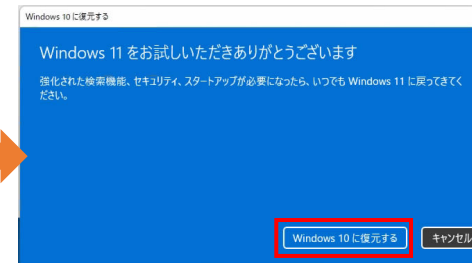 Windows 10 に復元する
Windows 11 をお試しいただきありがとうございます
強化された検索機能、セキュリティ、スタートアップが必要になったら、いつでも Windows 11 に戻ってきてく
ださい。
Windows 10 に復元する
キャンセル